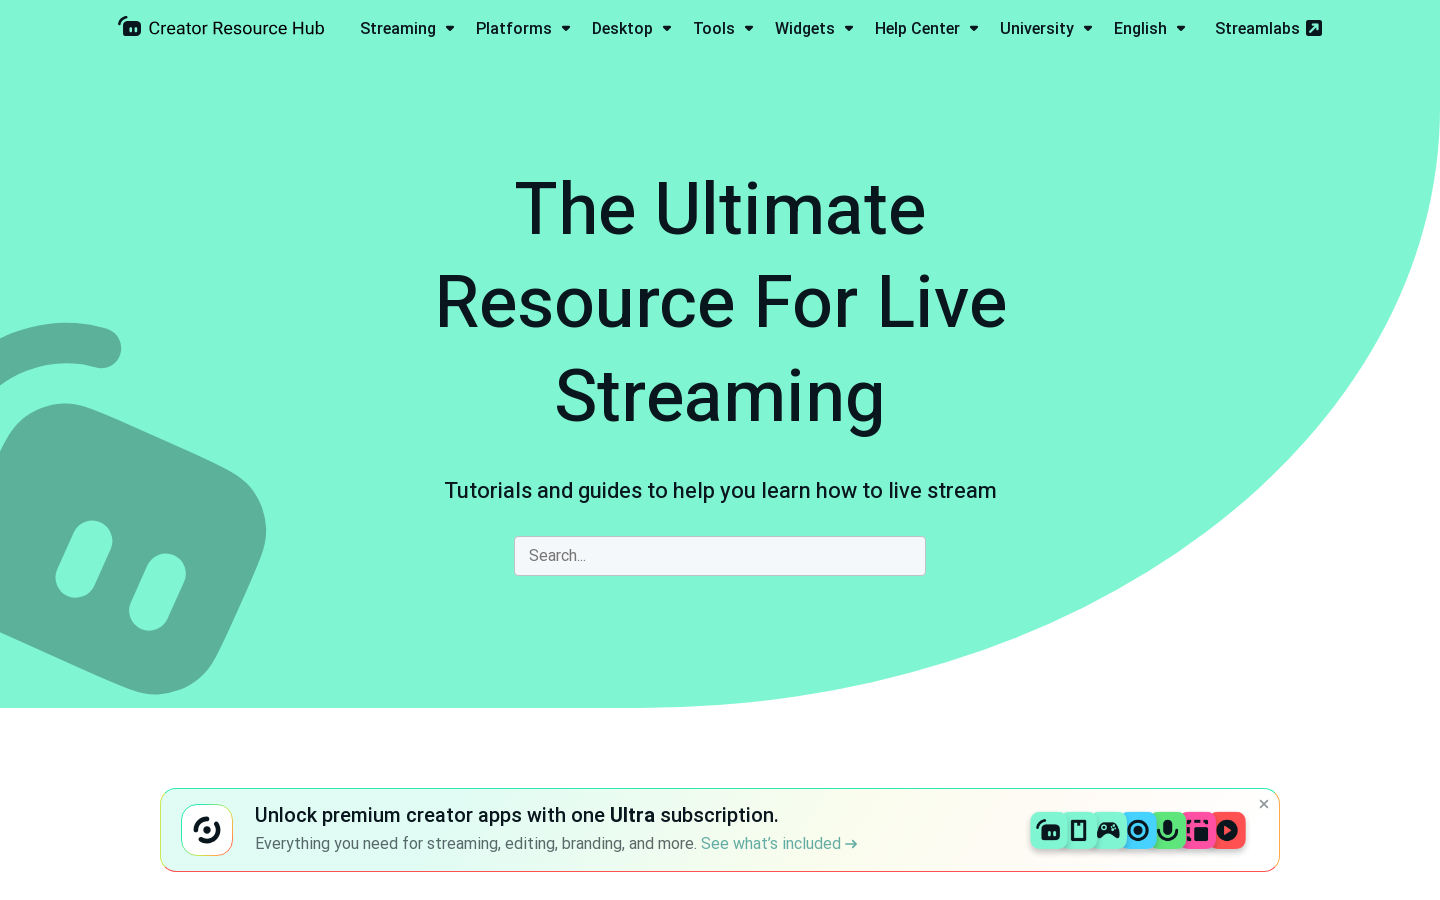 Creator Resource Hub
Streaming
Platforms
Desktop
Tools
Widgets
Help Center
University
English
Streamlabs
The Ultimate
Resource For Live
Streaming
Tutorials and guides to help you learn how to live stream
Search...
Unlock premium creator apps with one Ultra subscription.
Everything you need for streaming, editing, branding, and more. See what's included →